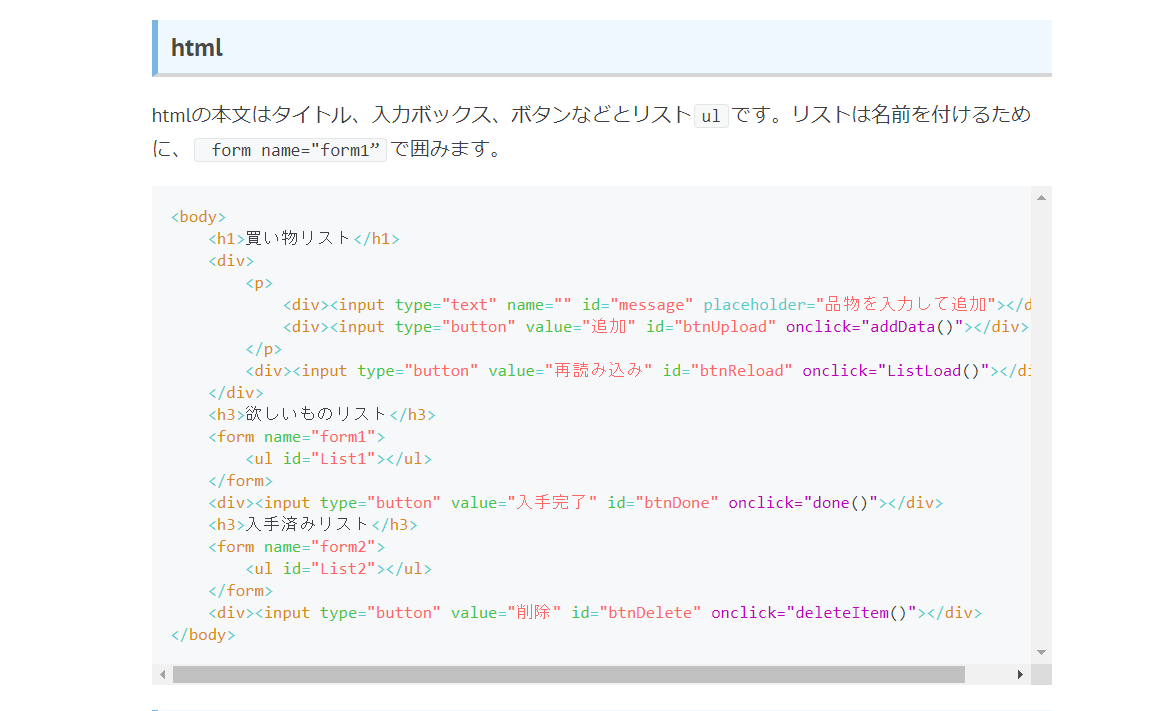 html
htmlの本文はタイトル、入力ボックス、ボタンなどとリスト ul です。リストは名前を付けるため
に、 form name="form1” で囲みます。
<body>
    <h1>買い物リスト</h1>
    <div>
        <p>
            <div><input type="text" name="" id="message" placeholder="品物を入力して追加"></d
            <div><input type="button" value="追加" id="btnUpload" onclick="addData()"></div>
        </p>
        <div><input type="button" value="再読み込み" id="btnReload" onclick="ListLoad()"></di
    </div>
    <h3>欲しいものリスト</h3>
    <form name="form1">
        <ul id="List1"></ul>
    </form>
    <div><input type="button" value="入手完了" id="btnDone" onclick="done()"></div>
    <h3>入手済みリスト</h3>
    <form name="form2">
        <ul id="List2"></ul>
    </form>
    <div><input type="button" value="削除" id="btnDelete" onclick="deleteItem()"></div>
</body>